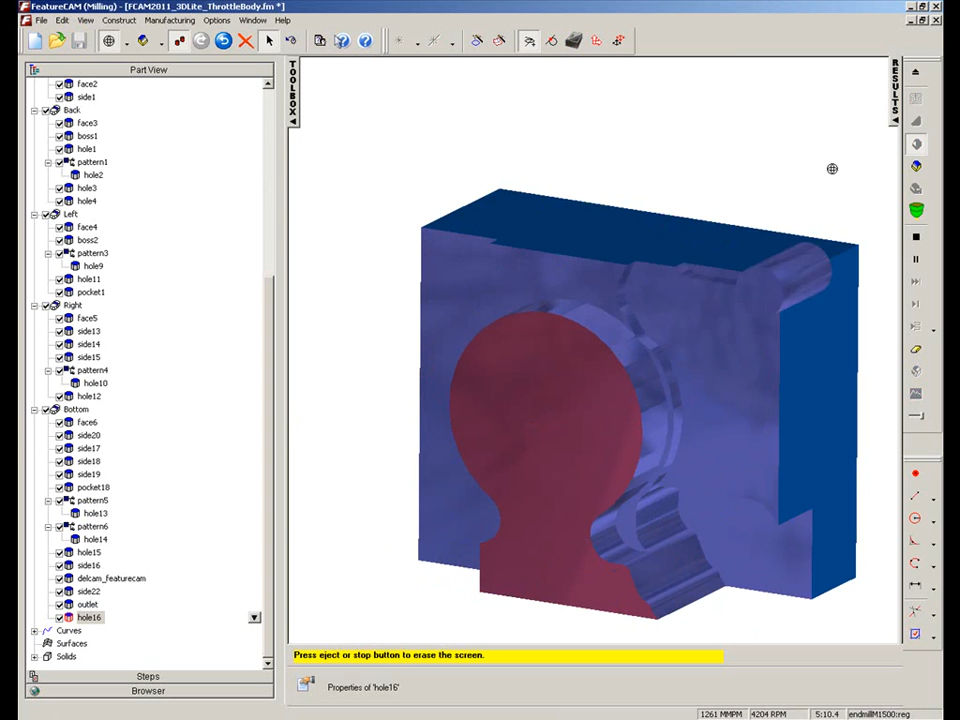 FeatureCAM (Milling) - [FCAM2011_3DLite_ThrottleBody.fm *]
File Edit View Construct Manufacturing Options Window Help
Part View
TOOLBOX
RESULTS
face2
side1
Back
face3
boss1
hole1
pattern1
hole2
hole3
hole4
Left
face4
boss2
pattern3
hole9
hole11
pocket1
Right
face5
side13
side14
side15
pattern4
hole10
hole12
Bottom
face6
side20
side17
side18
side19
pocket18
pattern5
hole13
pattern6
hole14
hole15
side16
delcam_featurecam
side22
outlet
hole16
Curves
Surfaces
Solids
Steps
Browser
Press eject or stop button to erase the screen.
Properties of 'hole16'
1261 MMPM 4204 RPM 5:10.4 endmillM1500:reg